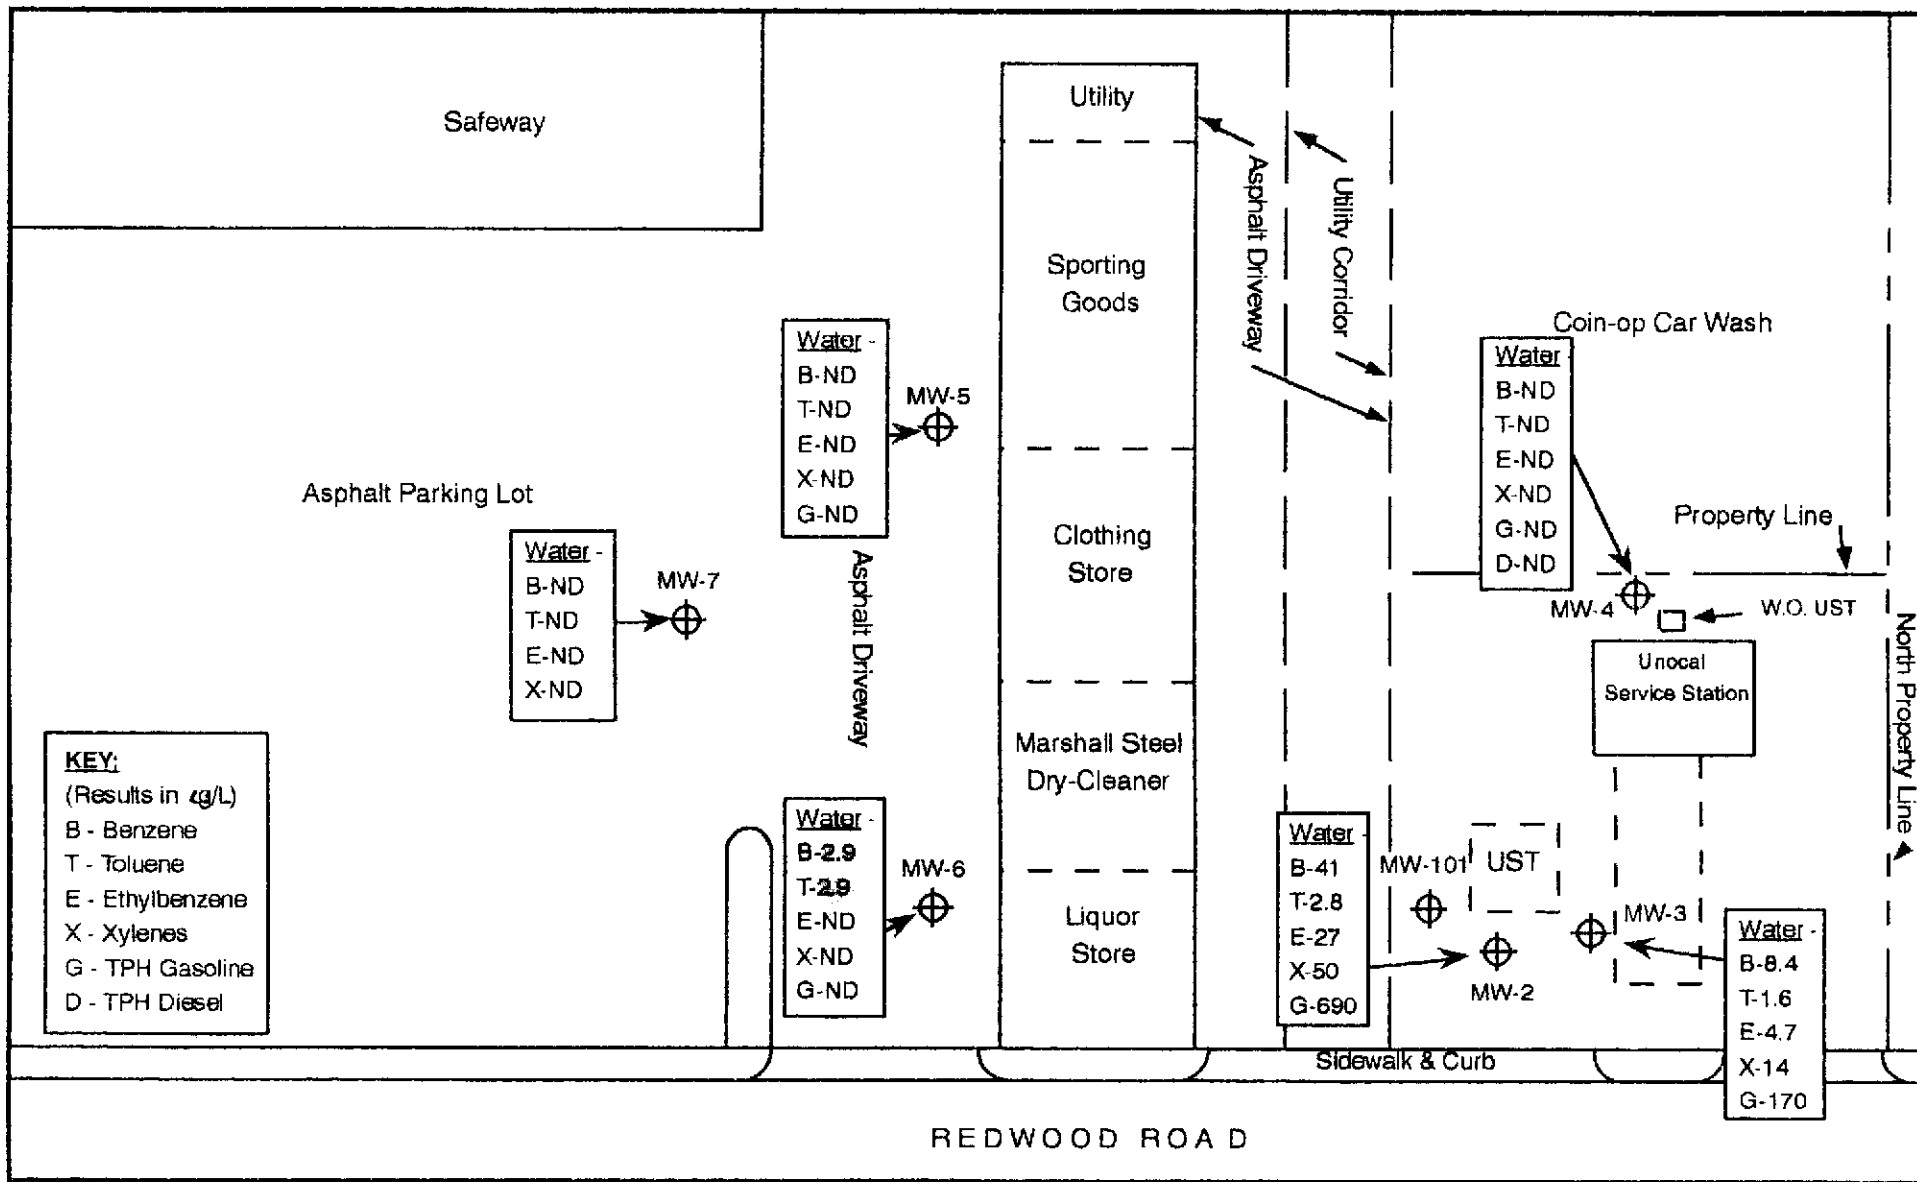 Safeway
Utility
Sporting
Goods
Clothing
Store
Marshall Steel
Dry-Cleaner
Liquor
Store
Asphalt Driveway
Utility Corridor
Coin-op Car Wash
Water
B-ND
T-ND
E-ND
X-ND
G-ND
D-ND
MW-4
Property Line
W.O. UST
Unocal
Service Station
North Property Line
Water -
B-ND
T-ND
E-ND
X-ND
G-ND
MW-5
Asphalt Parking Lot
Water -
B-ND
T-ND
E-ND
X-ND
MW-7
Asphalt Driveway
KEY:
(Results in g/L)
B - Benzene
T - Toluene
E - Ethylbenzene
X - Xylenes
G - TPH Gasoline
D - TPH Diesel
Water -
B-2.9
T-2.9
E-ND
X-ND
G-ND
MW-6
Water -
B-41
T-2.8
E-27
X-50
G-690
MW-101
UST
MW-2
MW-3
Water -
B-8.4
T-1.6
E-4.7
X-14
G-170
Sidewalk & Curb
REDWOOD ROAD